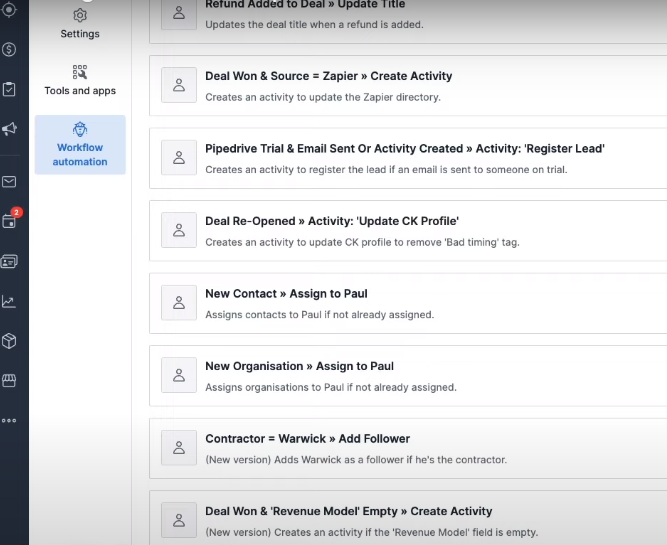 Settings
Tools and apps
Workflow
automation
2
Refund Added to Deal » Update Title
Updates the deal title when a refund is added.
Deal Won & Source = Zapier » Create Activity
Creates an activity to update the Zapier directory.
Pipedrive Trial & Email Sent Or Activity Created » Activity: 'Register Lead'
Creates an activity to register the lead if an email is sent to someone on trial.
Deal Re-Opened » Activity: 'Update CK Profile'
Creates an activity to update CK profile to remove 'Bad timing' tag.
New Contact » Assign to Paul
Assigns contacts to Paul if not already assigned.
New Organisation » Assign to Paul
Assigns organisations to Paul if not already assigned.
Contractor = Warwick » Add Follower
(New version) Adds Warwick as a follower if he's the contractor.
Deal Won & 'Revenue Model' Empty » Create Activity
(New version) Creates an activity if the 'Revenue Model' field is empty.